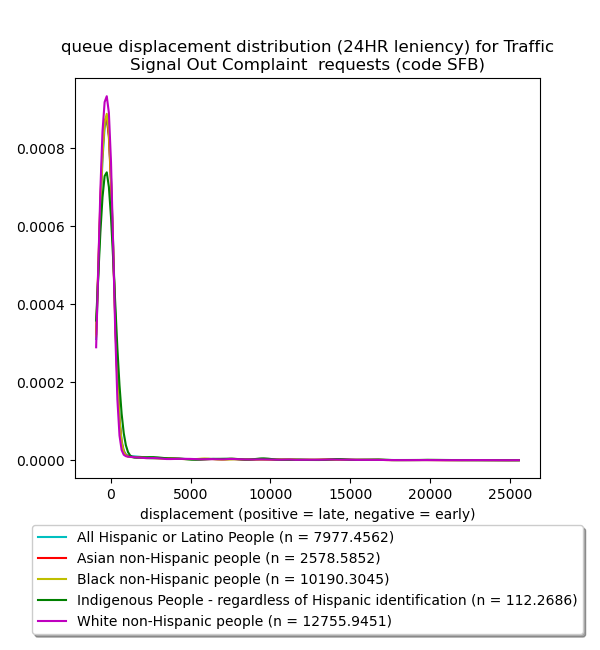 queue displacement distribution (24HR leniency) for Traffic
Signal Out Complaint  requests (code SFB)
0.0008
0.0006
0.0004
0.0002
0.0000
0
5000
10000
15000
20000
25000
displacement (positive = late, negative = early)
All Hispanic or Latino People (n = 7977.4562)
Asian non-Hispanic people (n = 2578.5852)
Black non-Hispanic people (n = 10190.3045)
Indigenous People - regardless of Hispanic identification (n = 112.2686)
White non-Hispanic people (n = 12755.9451)